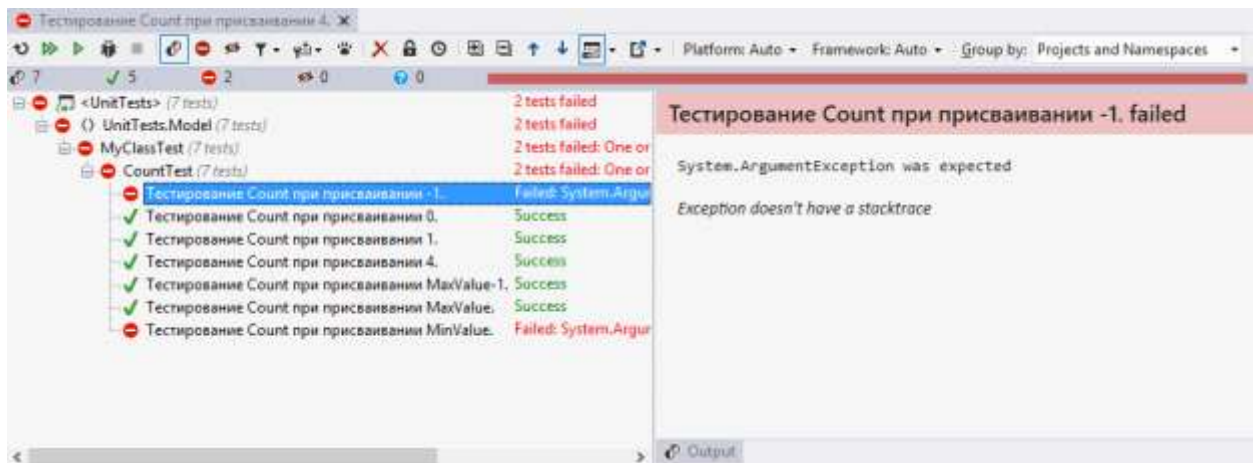 Тестирование Count при присваивании 4.
Platform: Auto Framework: Auto Group by: Projects and Namespaces
7 5 2 0 0
<UnitTests> (7 tests) 2 tests failed
UnitTests.Model (7 tests) 2 tests failed
MyClassTest (7 tests) 2 tests failed: One or
CountTest (7 tests) 2 tests failed: One or
Тестирование Count при присваивании -1. Failed: System.Argur
Тестирование Count при присваивании 0. Success
Тестирование Count при присваивании 1. Success
Тестирование Count при присваивании 4. Success
Тестирование Count при присваивании MaxValue-1. Success
Тестирование Count при присваивании MaxValue. Success
Тестирование Count при присваивании MinValue. Failed: System.Argur
Тестирование Count при присваивании -1. failed
System.ArgumentException was expected
Exception doesn't have a stacktrace
Output